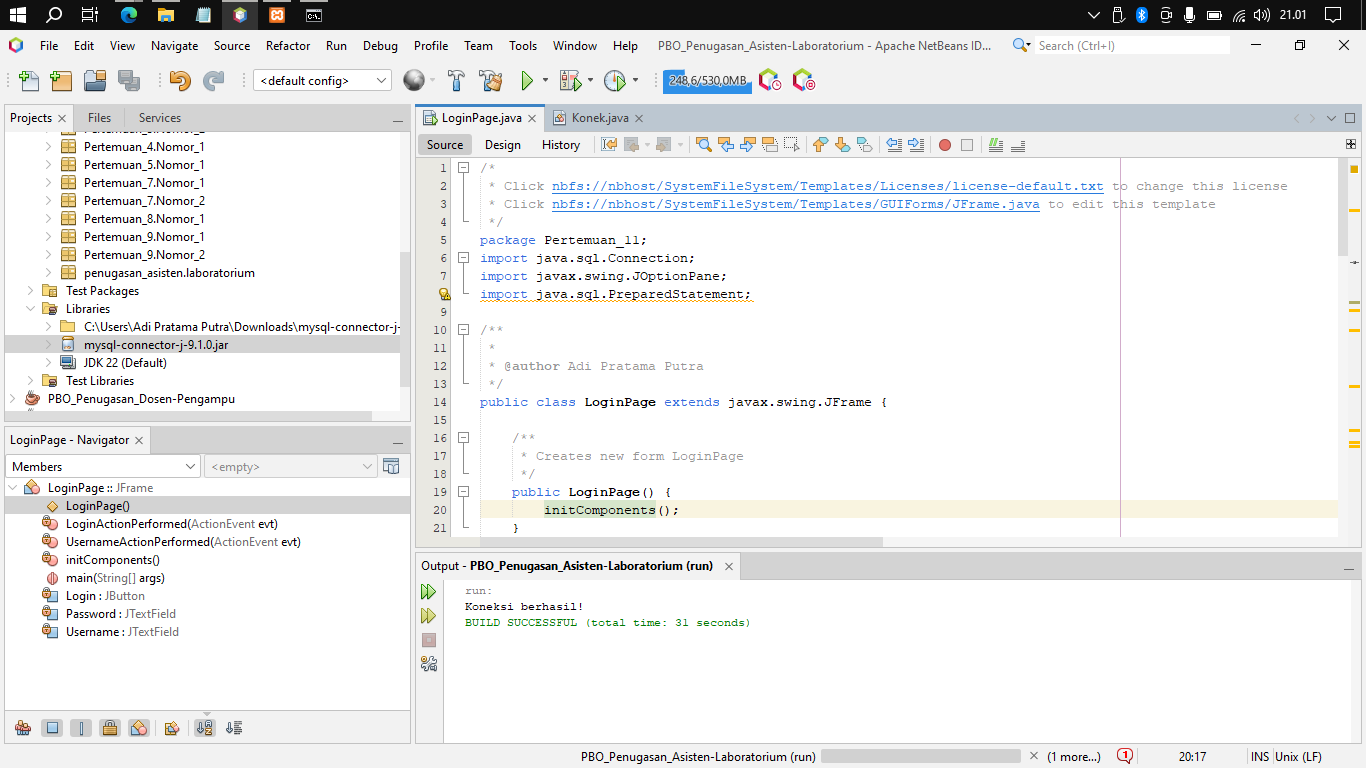 21.01
File Edit View Navigate Source Refactor Run Debug Profile Team Tools Window Help PBO_Penugasan_Asisten-Laboratorium - Apache NetBeans ID... Search (Ctrl+I)
<default config> 248,6/530,0MB
Projects Files Services
Pertemuan_4.Nomor_1
Pertemuan_5.Nomor_1
Pertemuan_7.Nomor_1
Pertemuan_7.Nomor_2
Pertemuan_8.Nomor_1
Pertemuan_9.Nomor_1
Pertemuan_9.Nomor_2
penugasan_asisten.laboratorium
Test Packages
Libraries
C:\Users\Adi Pratama Putra\Downloads\mysql-connector-j-
mysql-connector-j-9.1.0.jar
JDK 22 (Default)
Test Libraries
PBO_Penugasan_Dosen-Pengampu
LoginPage - Navigator
Members <empty>
LoginPage :: JFrame
LoginPage()
LoginActionPerformed(ActionEvent evt)
UsernameActionPerformed(ActionEvent evt)
initComponents()
main(String[] args)
Login : JButton
Password : JTextField
Username : JTextField
LoginPage.java Konek.java
Source Design History
1 /*
2 * Click nbfs://nbhost/SystemFileSystem/Templates/Licenses/license-default.txt to change this license
3 * Click nbfs://nbhost/SystemFileSystem/Templates/GUIForms/JFrame.java to edit this template
4 */
5 package Pertemuan_11;
6 import java.sql.Connection;
7 import javax.swing.JOptionPane;
import java.sql.PreparedStatement;
9
10 /**
11 *
12 * @author Adi Pratama Putra
13 */
14 public class LoginPage extends javax.swing.JFrame {
15
16 /**
17 * Creates new form LoginPage
18 */
19 public LoginPage() {
20 initComponents();
21 }
Output - PBO_Penugasan_Asisten-Laboratorium (run)
run:
Koneksi berhasil!
BUILD SUCCESSFUL (total time: 31 seconds)
PBO_Penugasan_Asisten-Laboratorium (run) (1 more...) 1 20:17 INS Unix (LF)